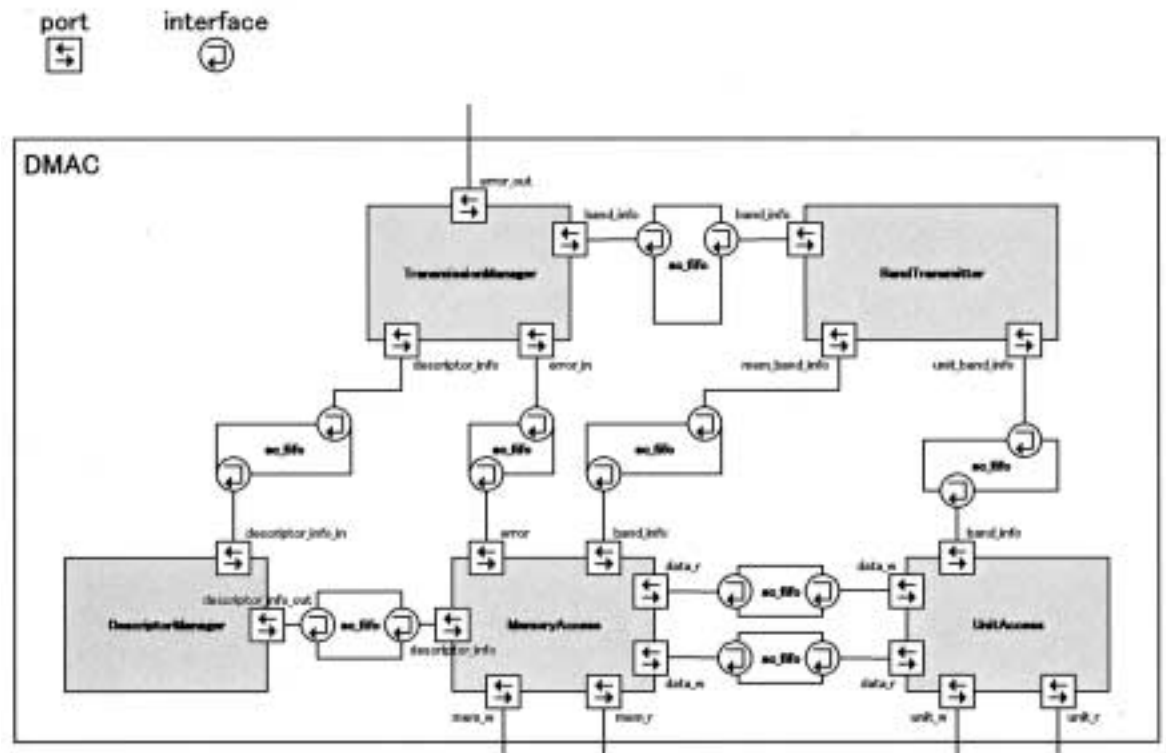 port interface
DMAC
error_out
band_info band_info
sc_fifo
TransmissionManager BandTransmitter
descriptor_info error_in mem_band_info unit_band_info
sc_fifo sc_fifo sc_fifo sc_fifo
descriptor_info_in error band_info band_info
data_r data_w
descriptor_info_out sc_fifo
DescriptorManager sc_fifo MemoryAccess UnitAccess
descriptor_info
sc_fifo
data_w data_r
mem_w mem_r unit_w unit_r